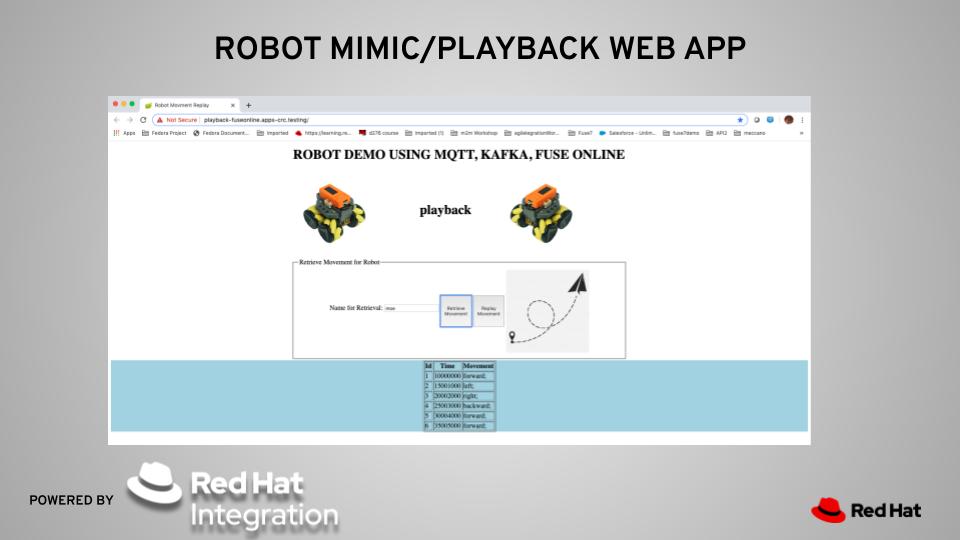 ROBOT MIMIC/PLAYBACK WEB APP
Robot Movment Replay
Not Secure | playback-fuseonline.apps-crc.testing/
Apps Fedora Project Fedora Document... Imported https://learning.re... d376 course Imported (1) m2m Workshop Fuse7 Salesforce - Unlim... fuse7demo API2 meccano »
ROBOT DEMO USING MQTT, KAFKA, FUSE ONLINE
playback
Retrieve Movement for Robot
Name for Retrieval:
Retrieve Movement
Replay Movement
Id Time Movement
1 10000000 forward;
2 15001000 left;
3 20002000 right;
4 25003000 backward;
5 30004000 forward;
6 35005000 forward;
POWERED BY
Red Hat
Integration
Red Hat